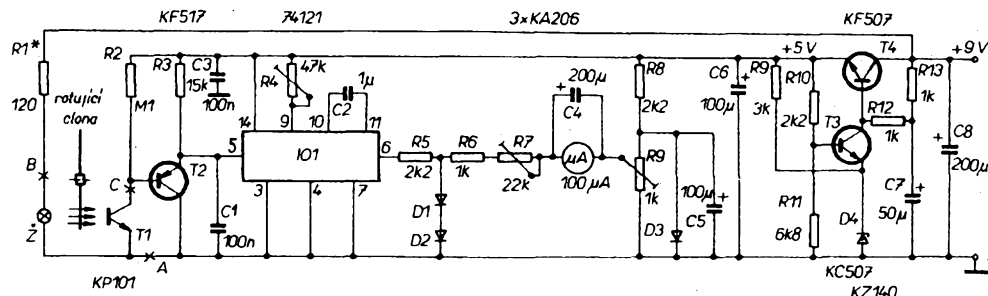 KF517 74121 3×KA206 KF507
R1* R2 R3 C3 R4 47k 1µ 200µ R8 C6 +5V R9 R10 T4 +9V
120 M1 15k 100n C2 + C4 2k2 + 100µ 3k 2k2 R13 1k
rotující
clona
14 9 10 11 T3 R12 1k C8 + 200µ
B C T2 5 IO1 6 R5 R6 R7 µA R9
2k2 1k 22k 100µA 1k 100µ C7 +
Ž T1 C1 3 4 7 D1 D3 C5 + R11 D4 50µ
100n D2 6k8
A
KP101 KC507
KZ140